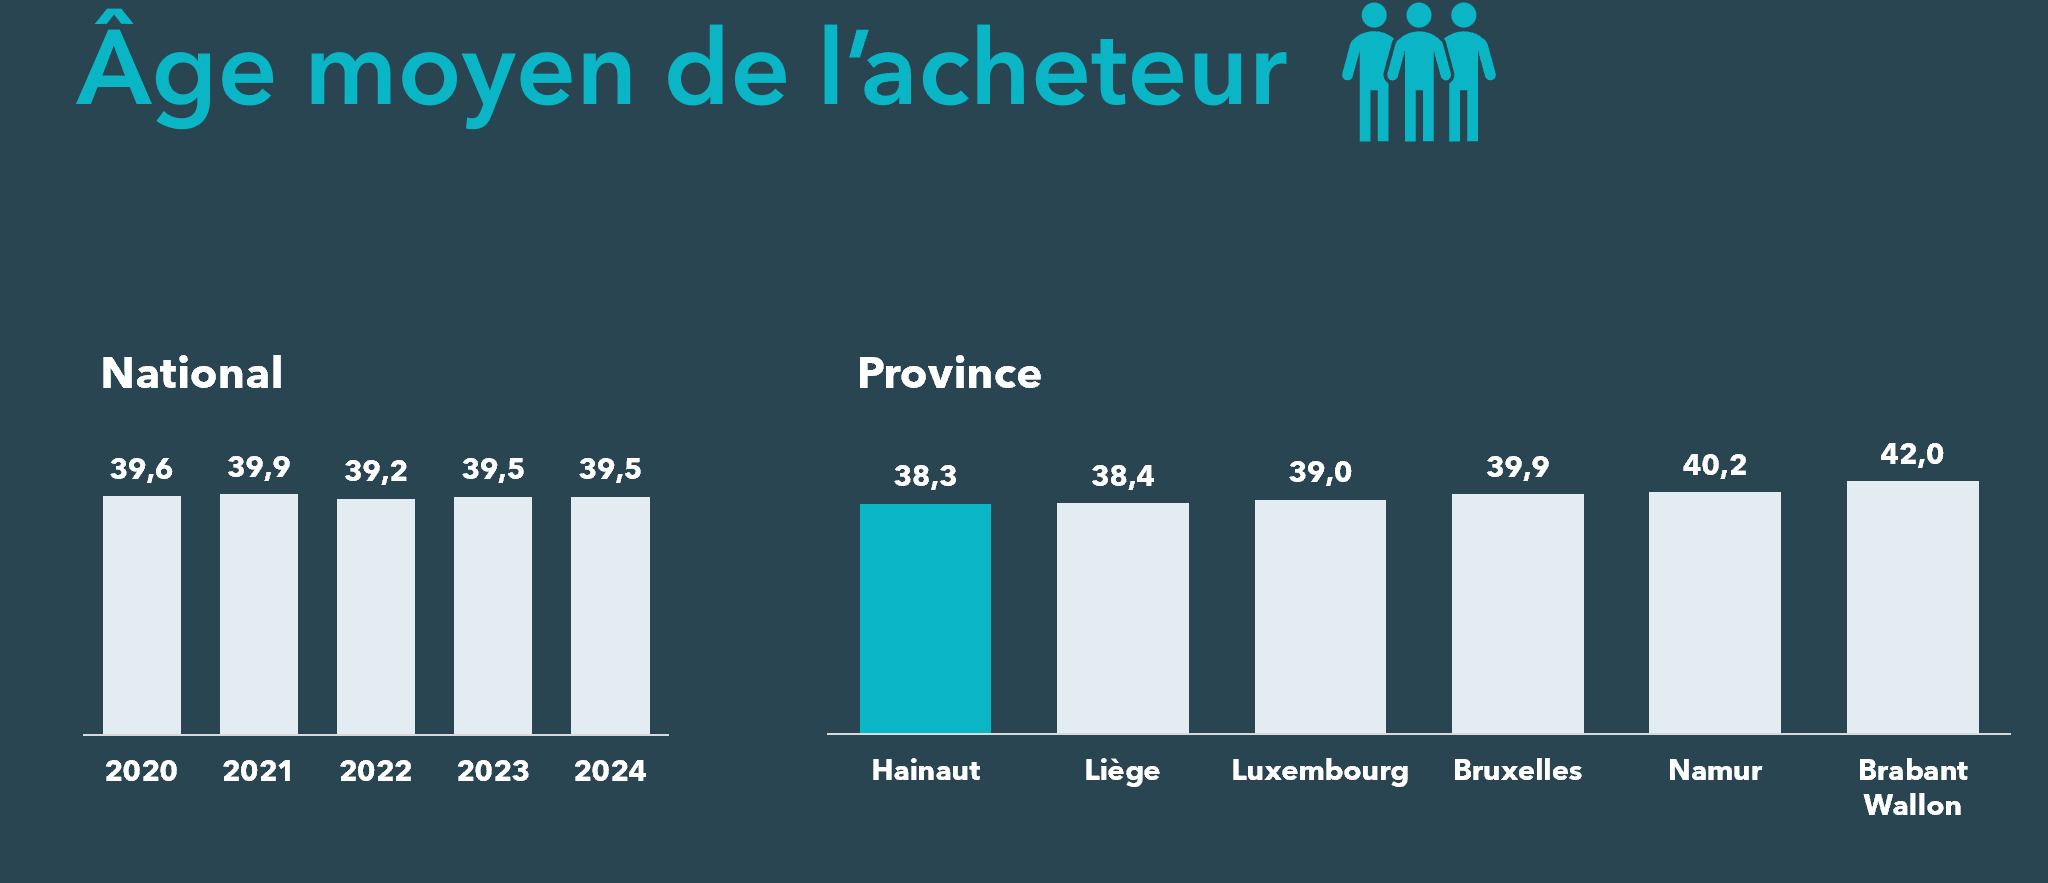 Âge moyen de l’acheteur
National
39,6 39,9 39,2 39,5 39,5
2020 2021 2022 2023 2024
Province
38,3 38,4 39,0 39,9 40,2 42,0
Hainaut Liège Luxembourg Bruxelles Namur Brabant
Wallon